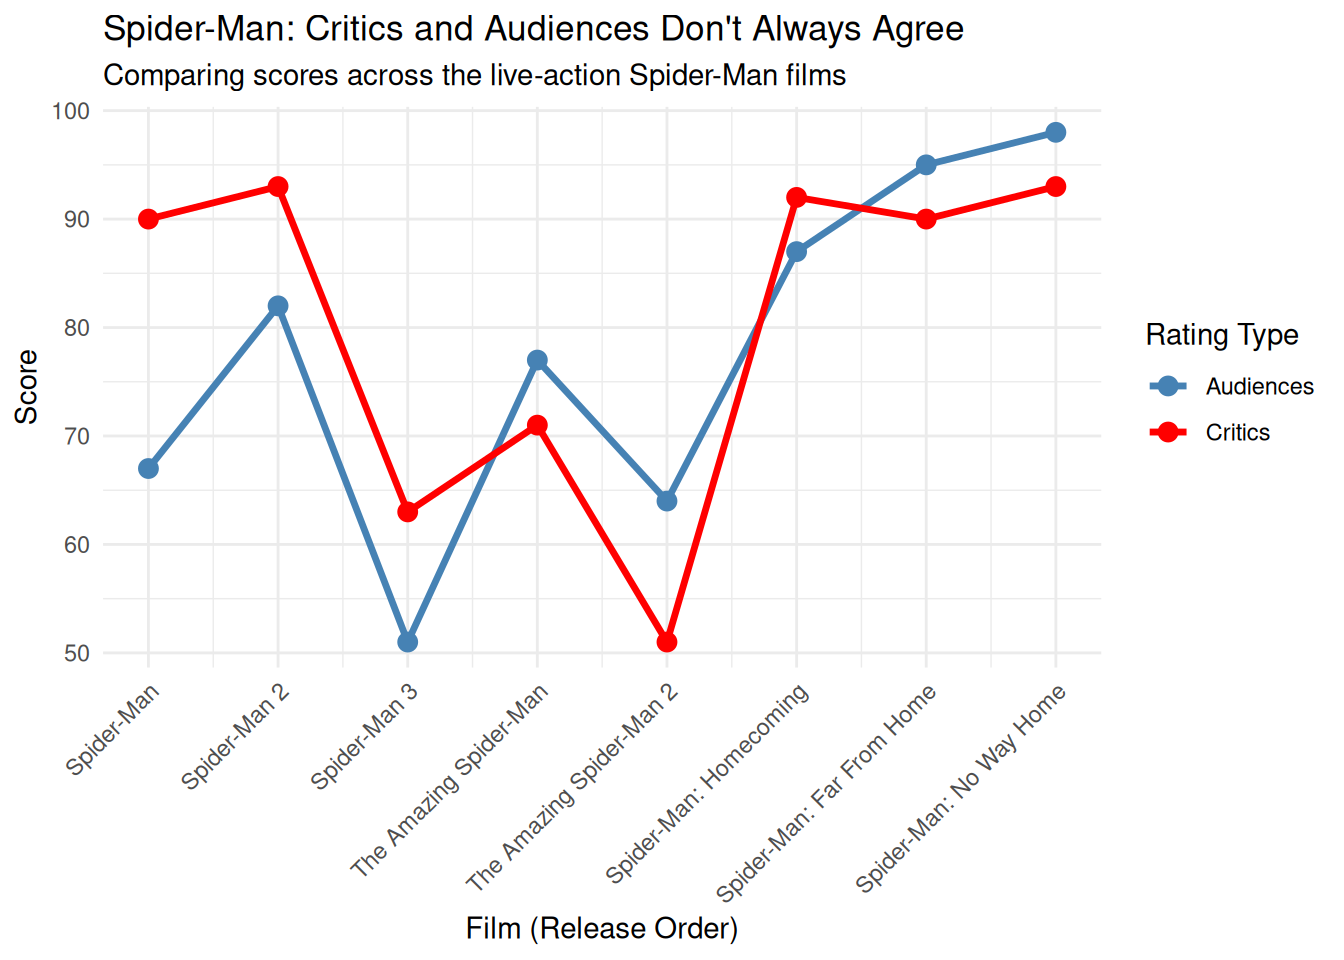 Spider-Man: Critics and Audiences Don't Always Agree
Comparing scores across the live-action Spider-Man films
Score
100
90
80
70
60
50
Spider-Man
Spider-Man 2
Spider-Man 3
The Amazing Spider-Man
The Amazing Spider-Man 2
Spider-Man: Homecoming
Spider-Man: Far From Home
Spider-Man: No Way Home
Film (Release Order)
Rating Type
Audiences
Critics